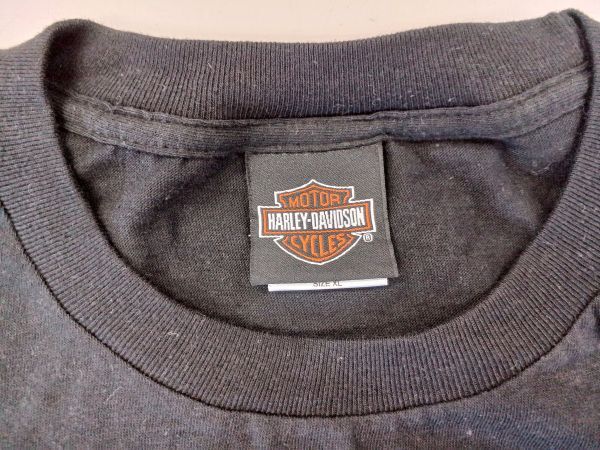 MOTOR
HARLEY-DAVIDSON
CYCLES
®
SIZE XL